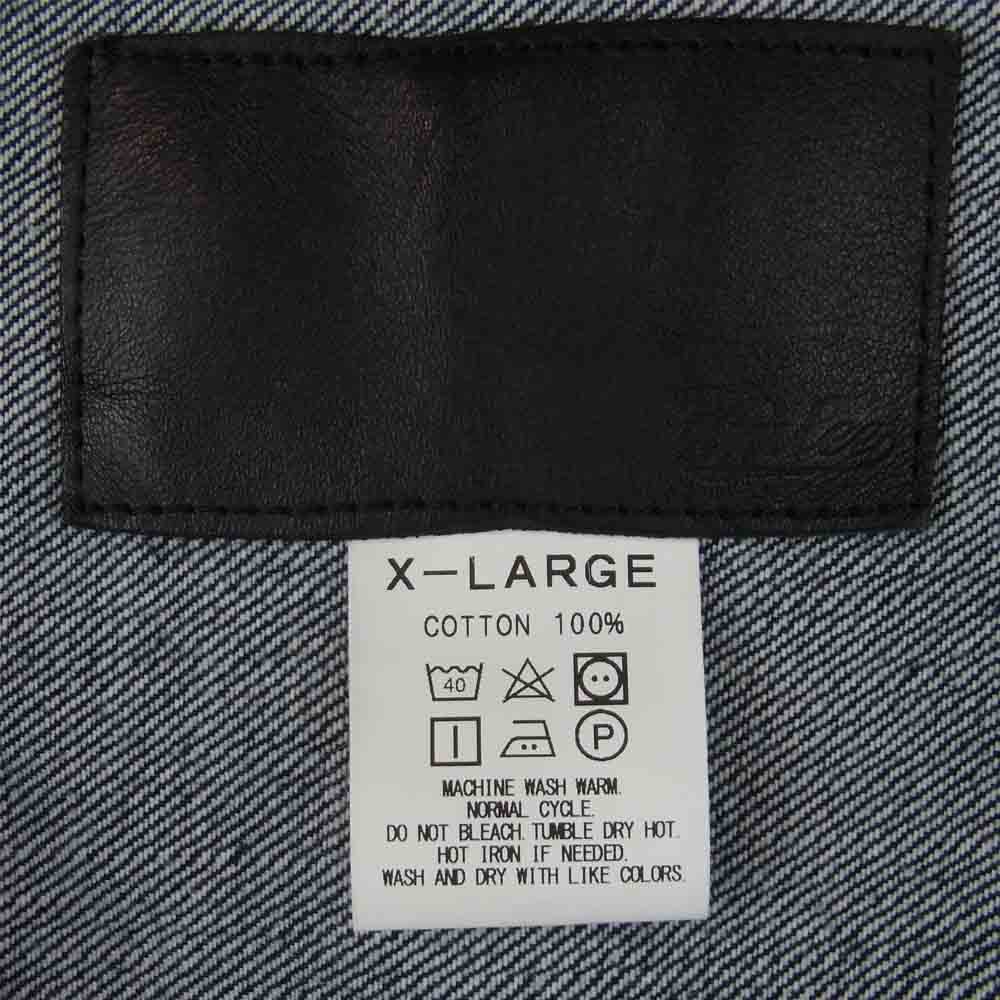 X-LARGE
COTTON 100%
40
P
MACHINE WASH WARM.
NORMAL CYCLE.
DO NOT BLEACH. TUMBLE DRY HOT.
HOT IRON IF NEEDED.
WASH AND DRY WITH LIKE COLORS.